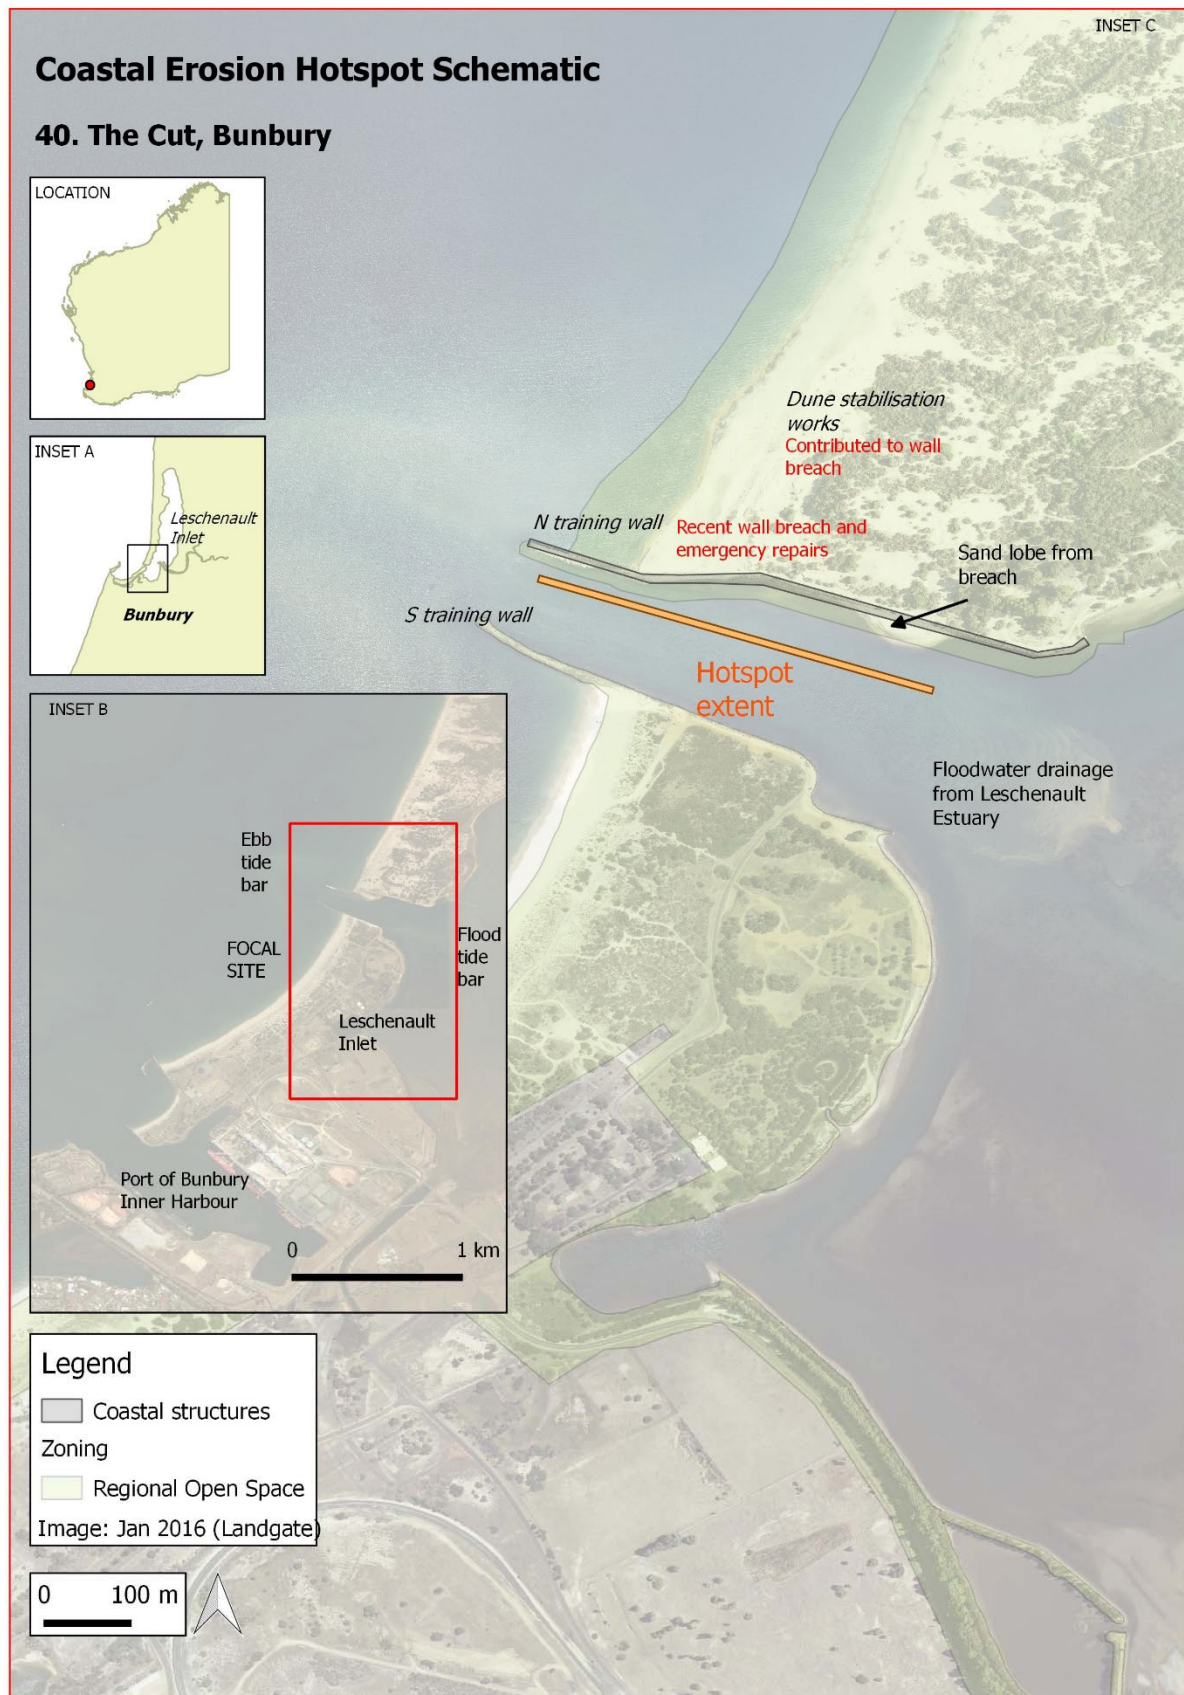 INSET C
Coastal Erosion Hotspot Schematic
40. The Cut, Bunbury
LOCATION
INSET A
Leschenault
Inlet
Bunbury
Dune stabilisation
works
Contributed to wall
breach
N training wall
Recent wall breach and
emergency repairs
Sand lobe from
breach
S training wall
Hotspot
extent
Floodwater drainage
from Leschenault
Estuary
INSET B
Ebb
tide
bar
FOCAL
SITE
Flood
tide
bar
Leschenault
Inlet
Port of Bunbury
Inner Harbour
0 1 km
Legend
Coastal structures
Zoning
Regional Open Space
Image: Jan 2016 (Landgate)
0 100 m